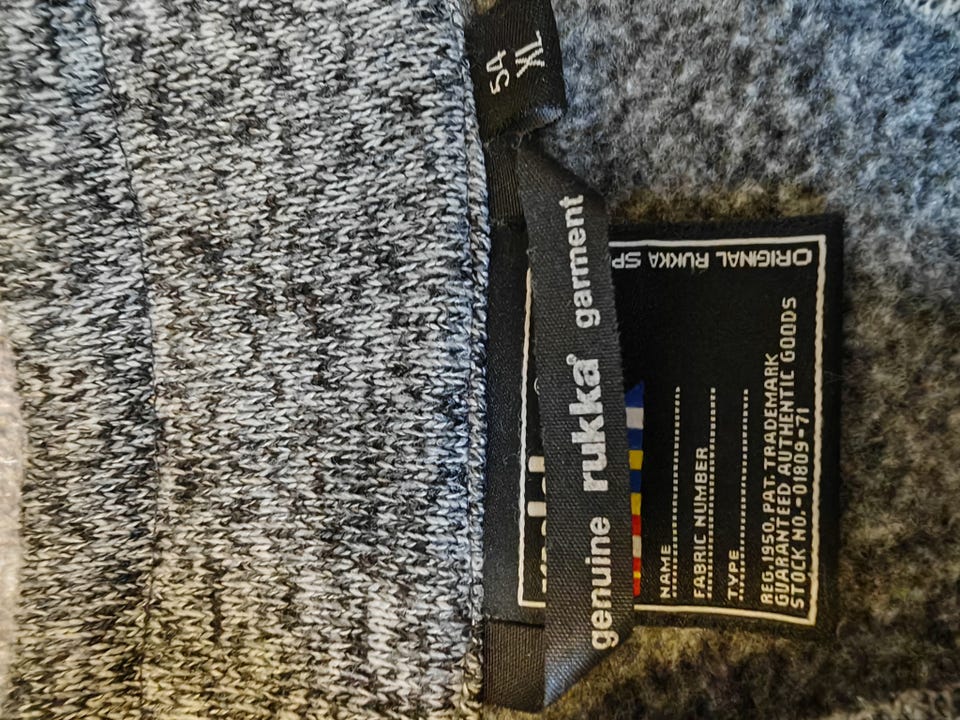 54
XL
genuine rukka® garment
ORIGINAL RUKKA
NAME
FABRIC NUMBER
TYPE
REG.1950, PAT. TRADEMARK
GUARANTEED AUTHENTIC GOODS
STOCK NO.-01809-71